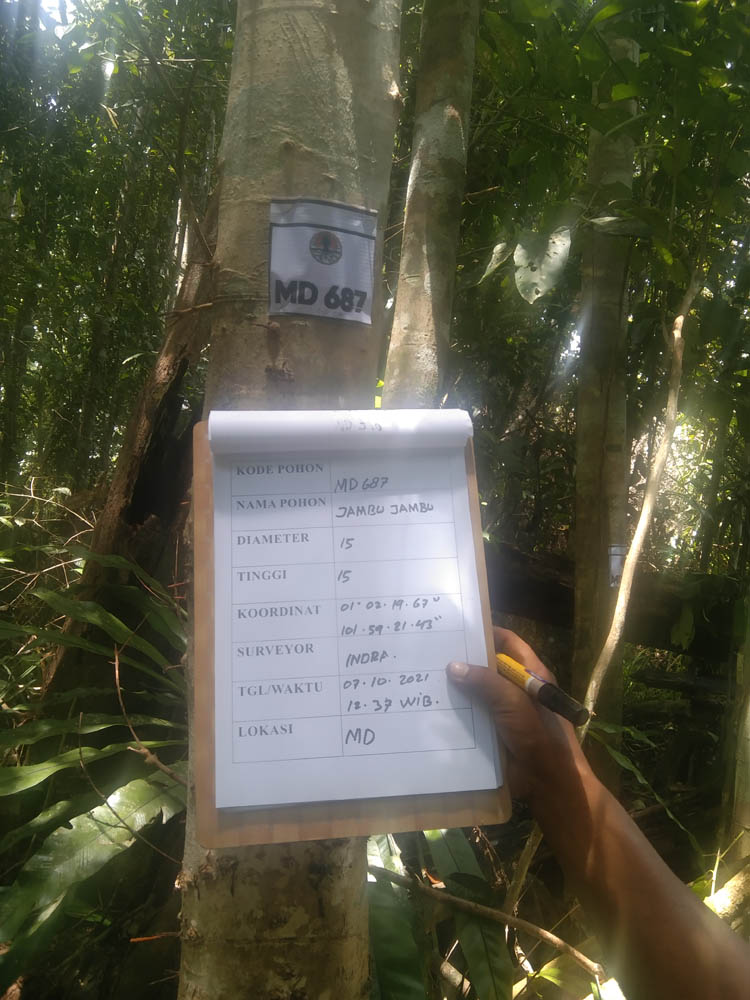 MD 687
KODE POHON MD 687
NAMA POHON JAMBU JAMBU
DIAMETER 15
TINGGI 15
KOORDINAT 01° 02 . 19 . 67"
101 . 59 . 21 . 43"
SURVEYOR INDRA .
TGL/WAKTU 07 . 10 . 2021
12 . 37 WIB .
LOKASI MD